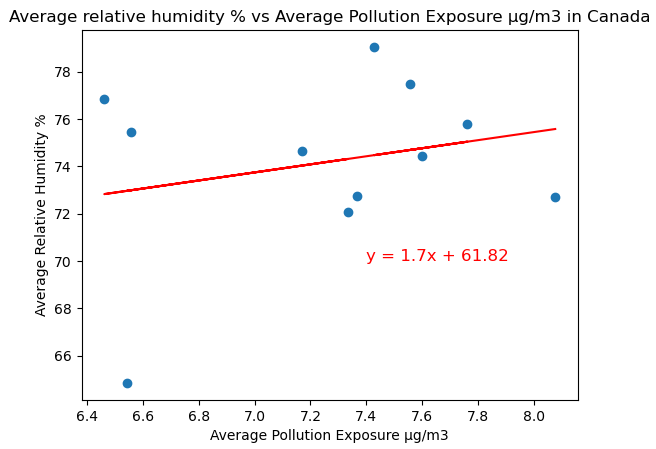 Average relative humidity % vs Average Pollution Exposure µg/m3 in Canada
78
76
74
72
70
68
66
Average Relative Humidity %
y = 1.7x + 61.82
6.4 6.6 6.8 7.0 7.2 7.4 7.6 7.8 8.0
Average Pollution Exposure µg/m3